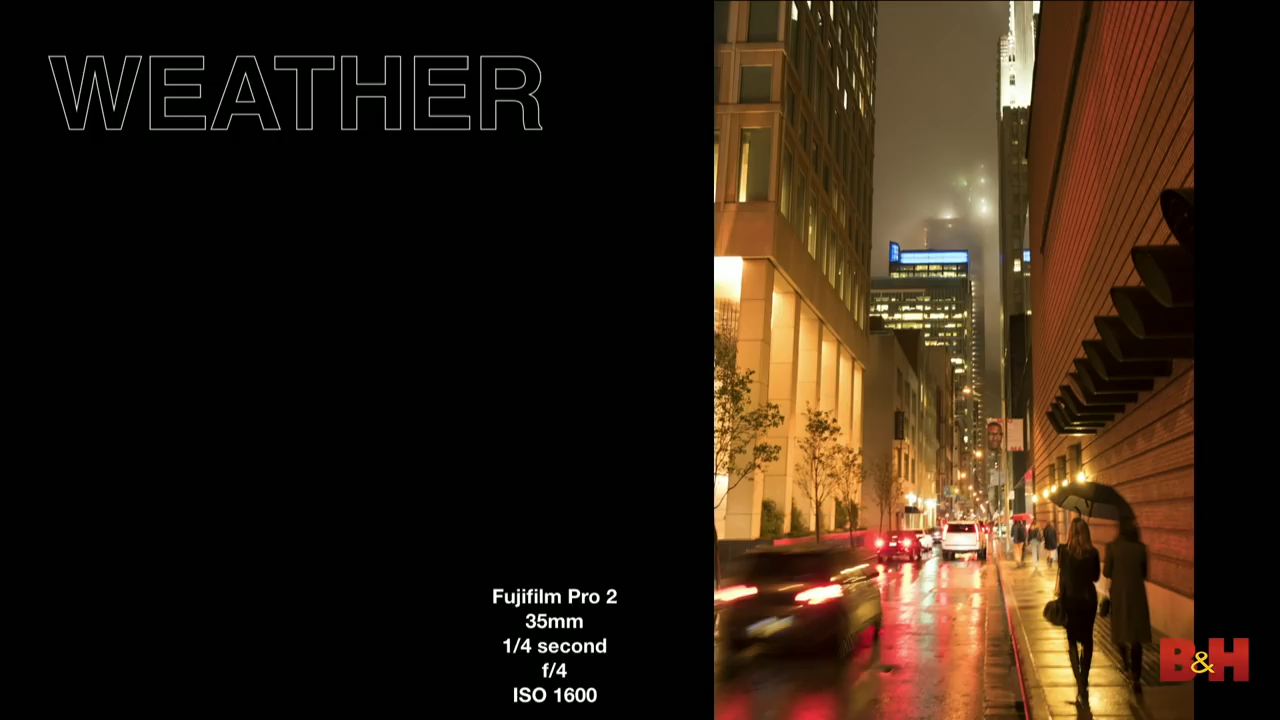 WEATHER
Fujifilm Pro 2
35mm
1/4 second
f/4
ISO 1600
B&H